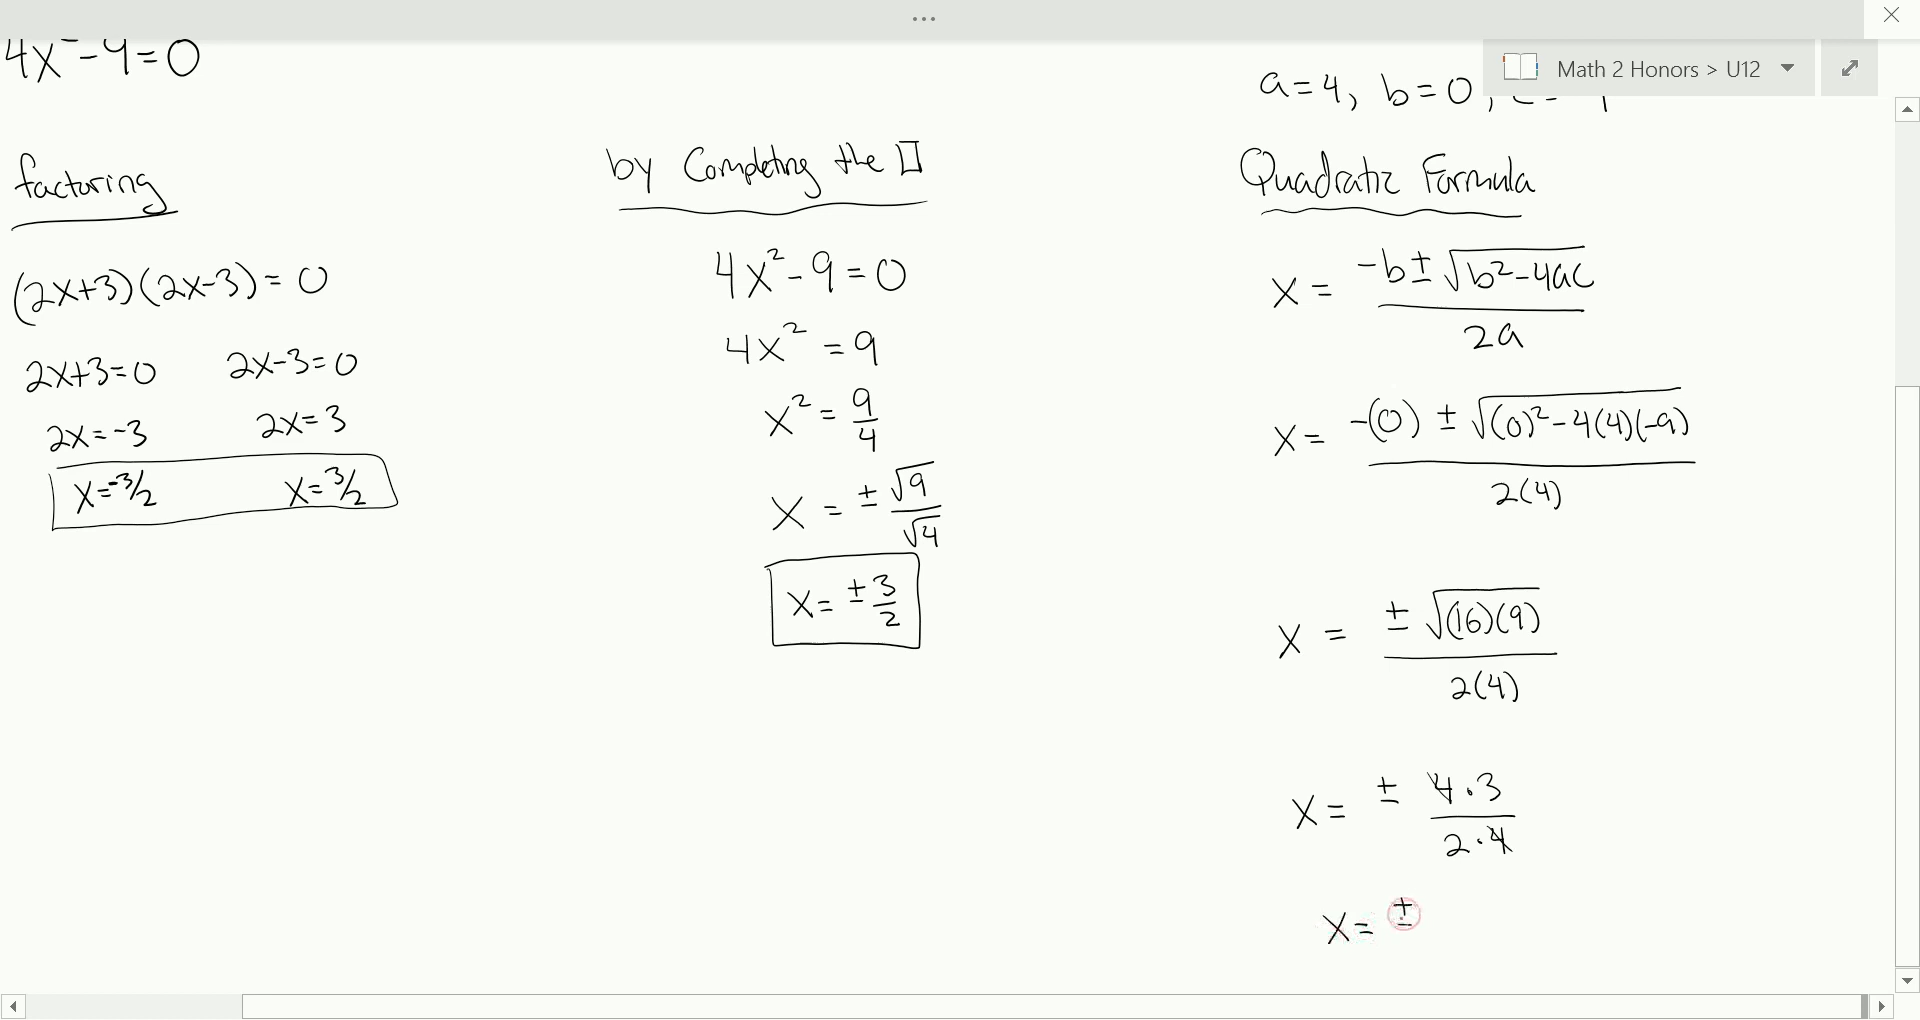 ...
Math 2 Honors > U12
4x² - 9 = 0
a = 4, b = 0, c = -9
factoring
(2x+3)(2x-3) = 0
2x+3=0 2x-3=0
2x=-3 2x=3
x=-3/2 x=3/2
by Completing the □
4x² - 9 = 0
4x² = 9
x² = 9/4
x = ± √9/√4
x = ± 3/2
Quadratic Formula
x = -b ± √b² - 4ac / 2a
x = -(0) ± √(0)² - 4(4)(-9) / 2(4)
x = ± √(16)(9) / 2(4)
x = ± 4·3 / 2·4
x = ±